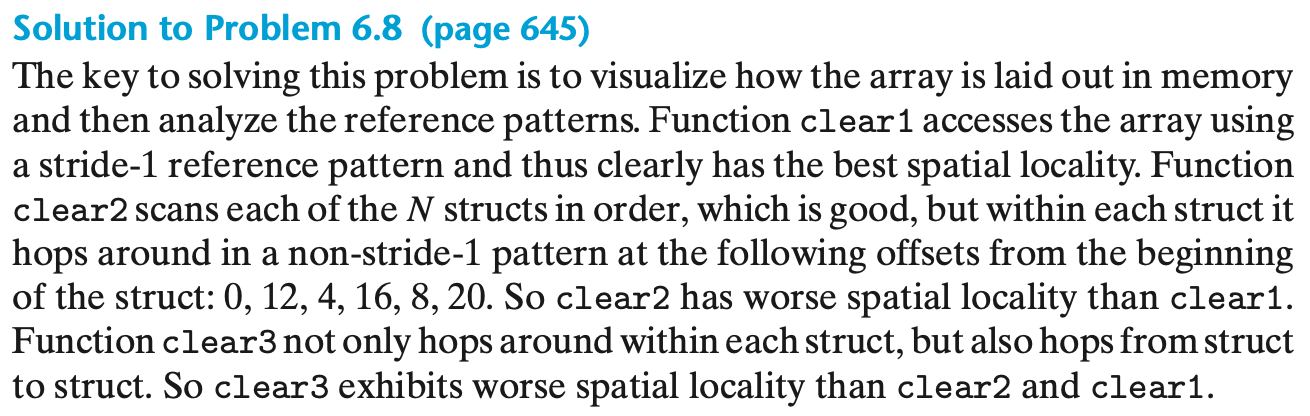 Solution to Problem 6.8 (page 645)
The key to solving this problem is to visualize how the array is laid out in memory
and then analyze the reference patterns. Function clear1 accesses the array using
a stride-1 reference pattern and thus clearly has the best spatial locality. Function
clear2 scans each of the N structs in order, which is good, but within each struct it
hops around in a non-stride-1 pattern at the following offsets from the beginning
of the struct: 0, 12, 4, 16, 8, 20. So clear2 has worse spatial locality than clear1.
Function clear3 not only hops around within each struct, but also hops from struct
to struct. So clear3 exhibits worse spatial locality than clear2 and clear1.